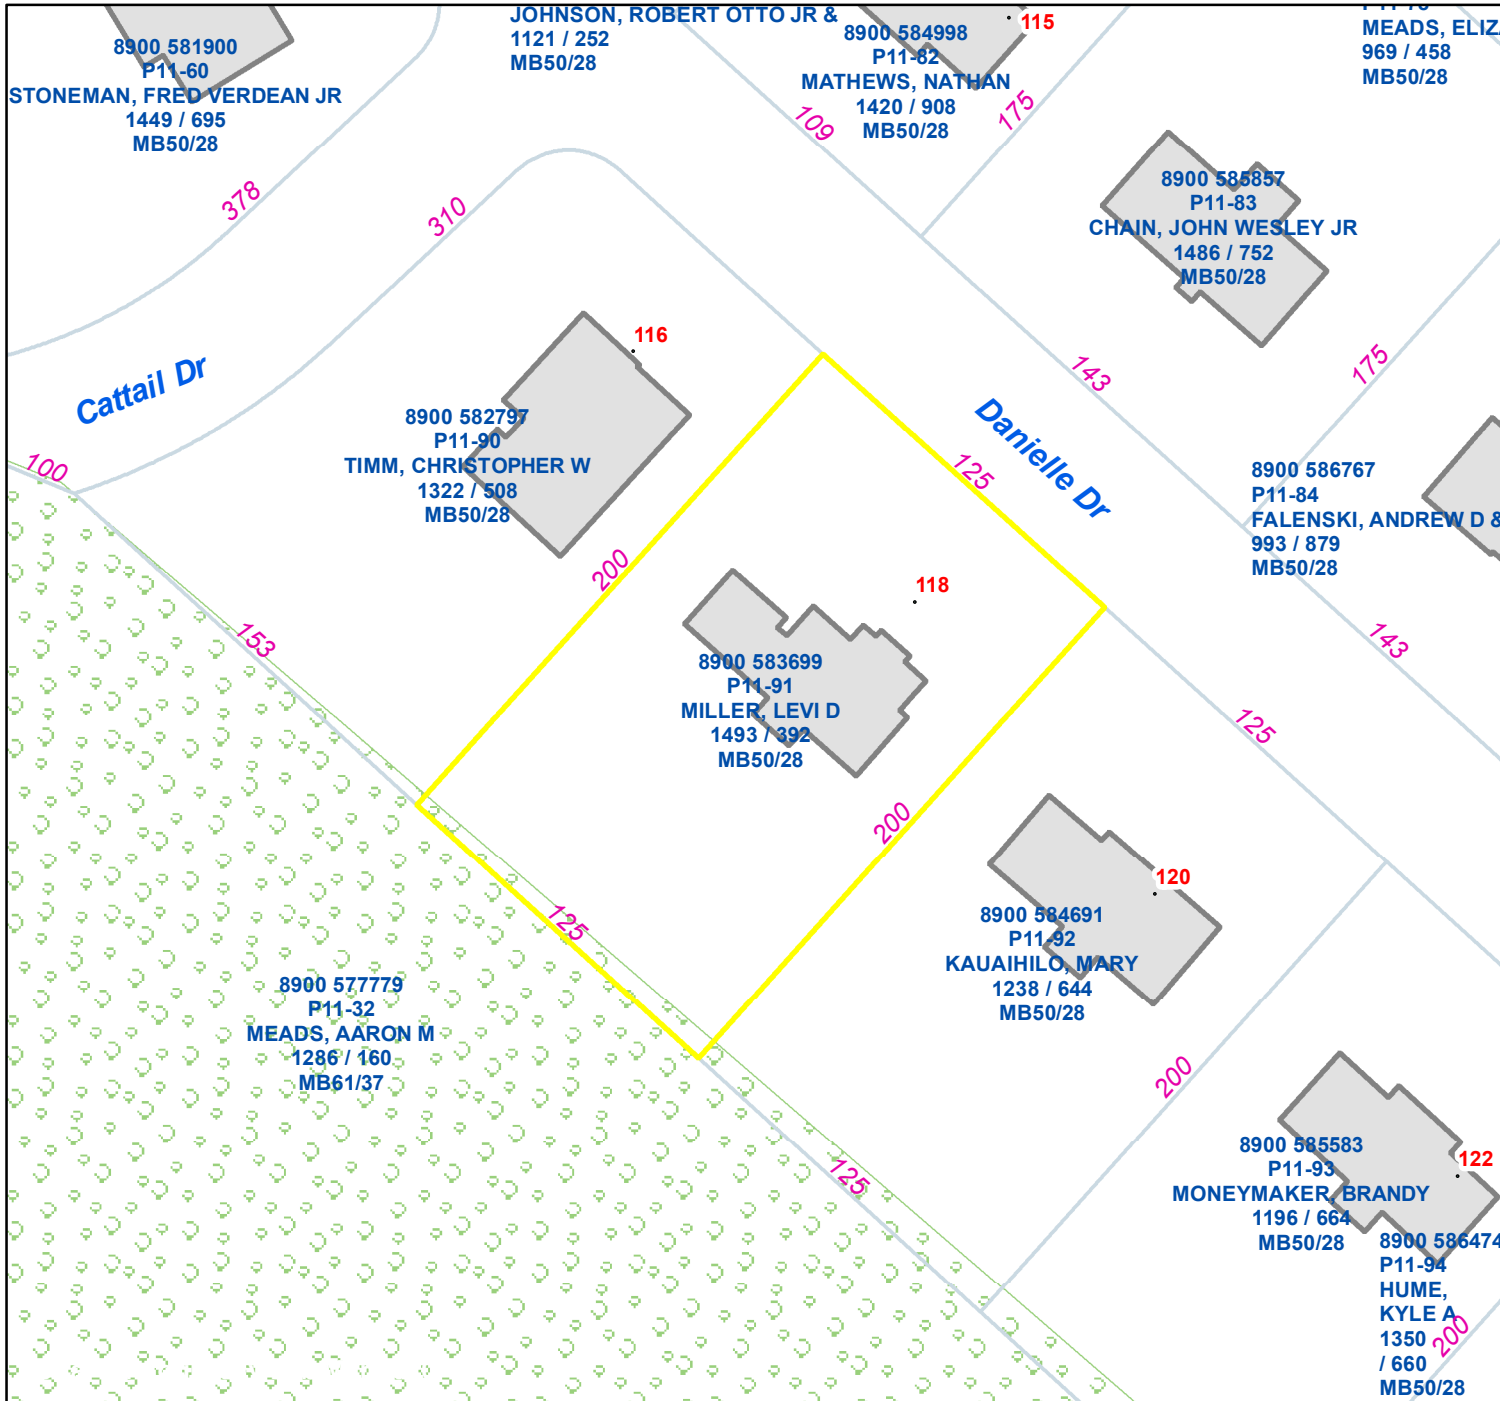 JOHNSON, ROBERT OTTO JR &
1121 / 252
MB50/28
115
MEADS, ELIZ
969 / 458
MB50/28
8900 581900
P11-60
STONEMAN, FRED VERDEAN JR
1449 / 695
MB50/28
8900 584998
P11-82
MATHEWS, NATHAN
1420 / 908
MB50/28
109
175
378
310
8900 585857
P11-83
CHAIN, JOHN WESLEY JR
1486 / 752
MB50/28
116
Cattail Dr
143
175
8900 582797
P11-90
TIMM, CHRISTOPHER W
1322 / 508
MB50/28
Danielle Dr
125
100
8900 586767
P11-84
FALENSKI, ANDREW D &
993 / 879
MB50/28
200
118
153
143
8900 583699
P11-91
MILLER, LEVI D
1493 / 392
MB50/28
125
200
120
125
8900 584691
P11-92
KAUAIHILO, MARY
1238 / 644
MB50/28
8900 577779
P11-32
MEADS, AARON M
1286 / 160
MB61/37
200
125
8900 585583
P11-93
MONEYMAKER, BRANDY
1196 / 664
MB50/28
122
8900 586474
P11-94
HUME,
KYLE A
1350
/ 660
MB50/28
200